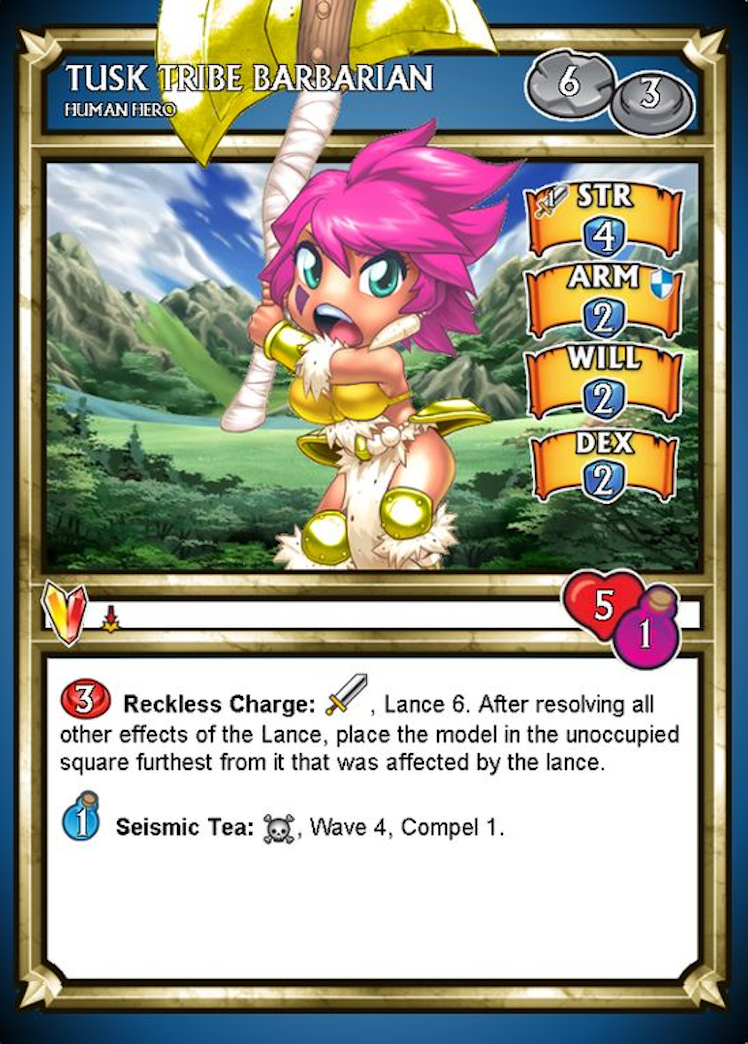 TUSK TRIBE BARBARIAN
HUMAN HERO
6
3
1 STR
4
ARM
2
WILL
2
DEX
2
5
1
3 Reckless Charge: , Lance 6. After resolving all
other effects of the Lance, place the model in the unoccupied
square furthest from it that was affected by the lance.
1 Seismic Tea: , Wave 4, Compel 1.